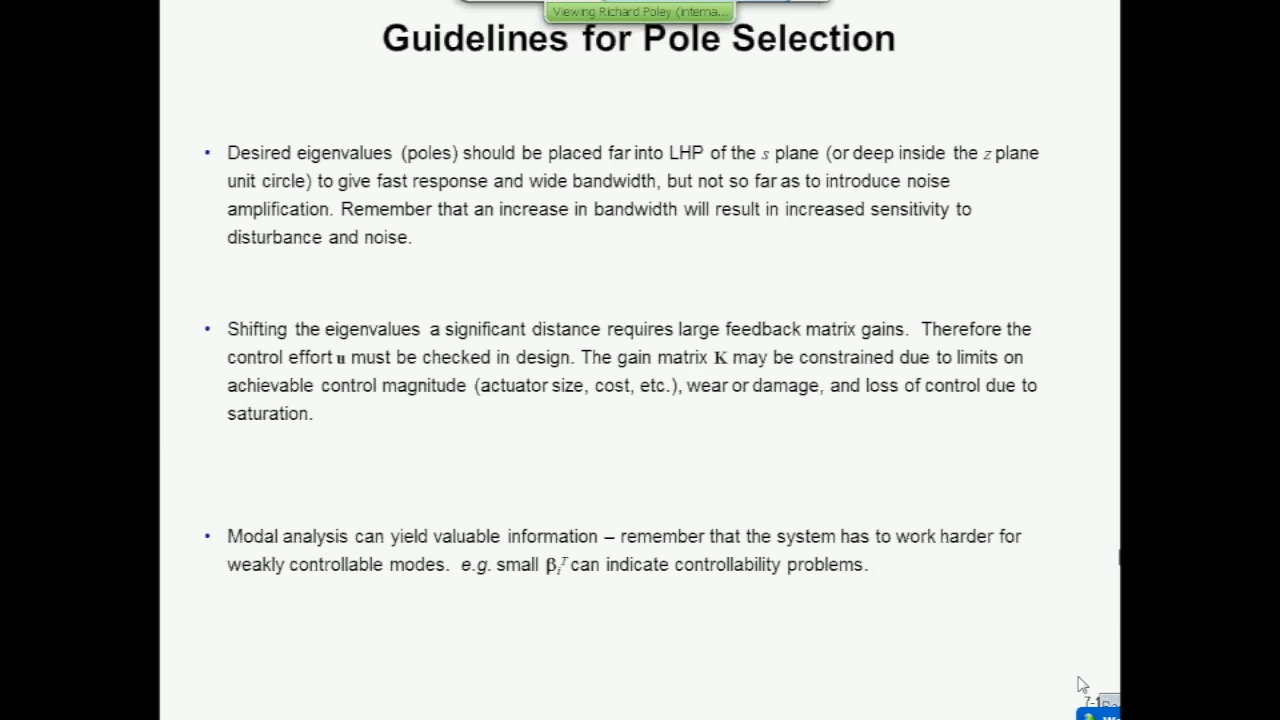 Viewing Richard Poley (interna...
Guidelines for Pole Selection
• Desired eigenvalues (poles) should be placed far into LHP of the s plane (or deep inside the z plane
unit circle) to give fast response and wide bandwidth, but not so far as to introduce noise
amplification. Remember that an increase in bandwidth will result in increased sensitivity to
disturbance and noise.
• Shifting the eigenvalues a significant distance requires large feedback matrix gains. Therefore the
control effort u must be checked in design. The gain matrix K may be constrained due to limits on
achievable control magnitude (actuator size, cost, etc.), wear or damage, and loss of control due to
saturation.
• Modal analysis can yield valuable information – remember that the system has to work harder for
weakly controllable modes. e.g. small βᵢᵀ can indicate controllability problems.